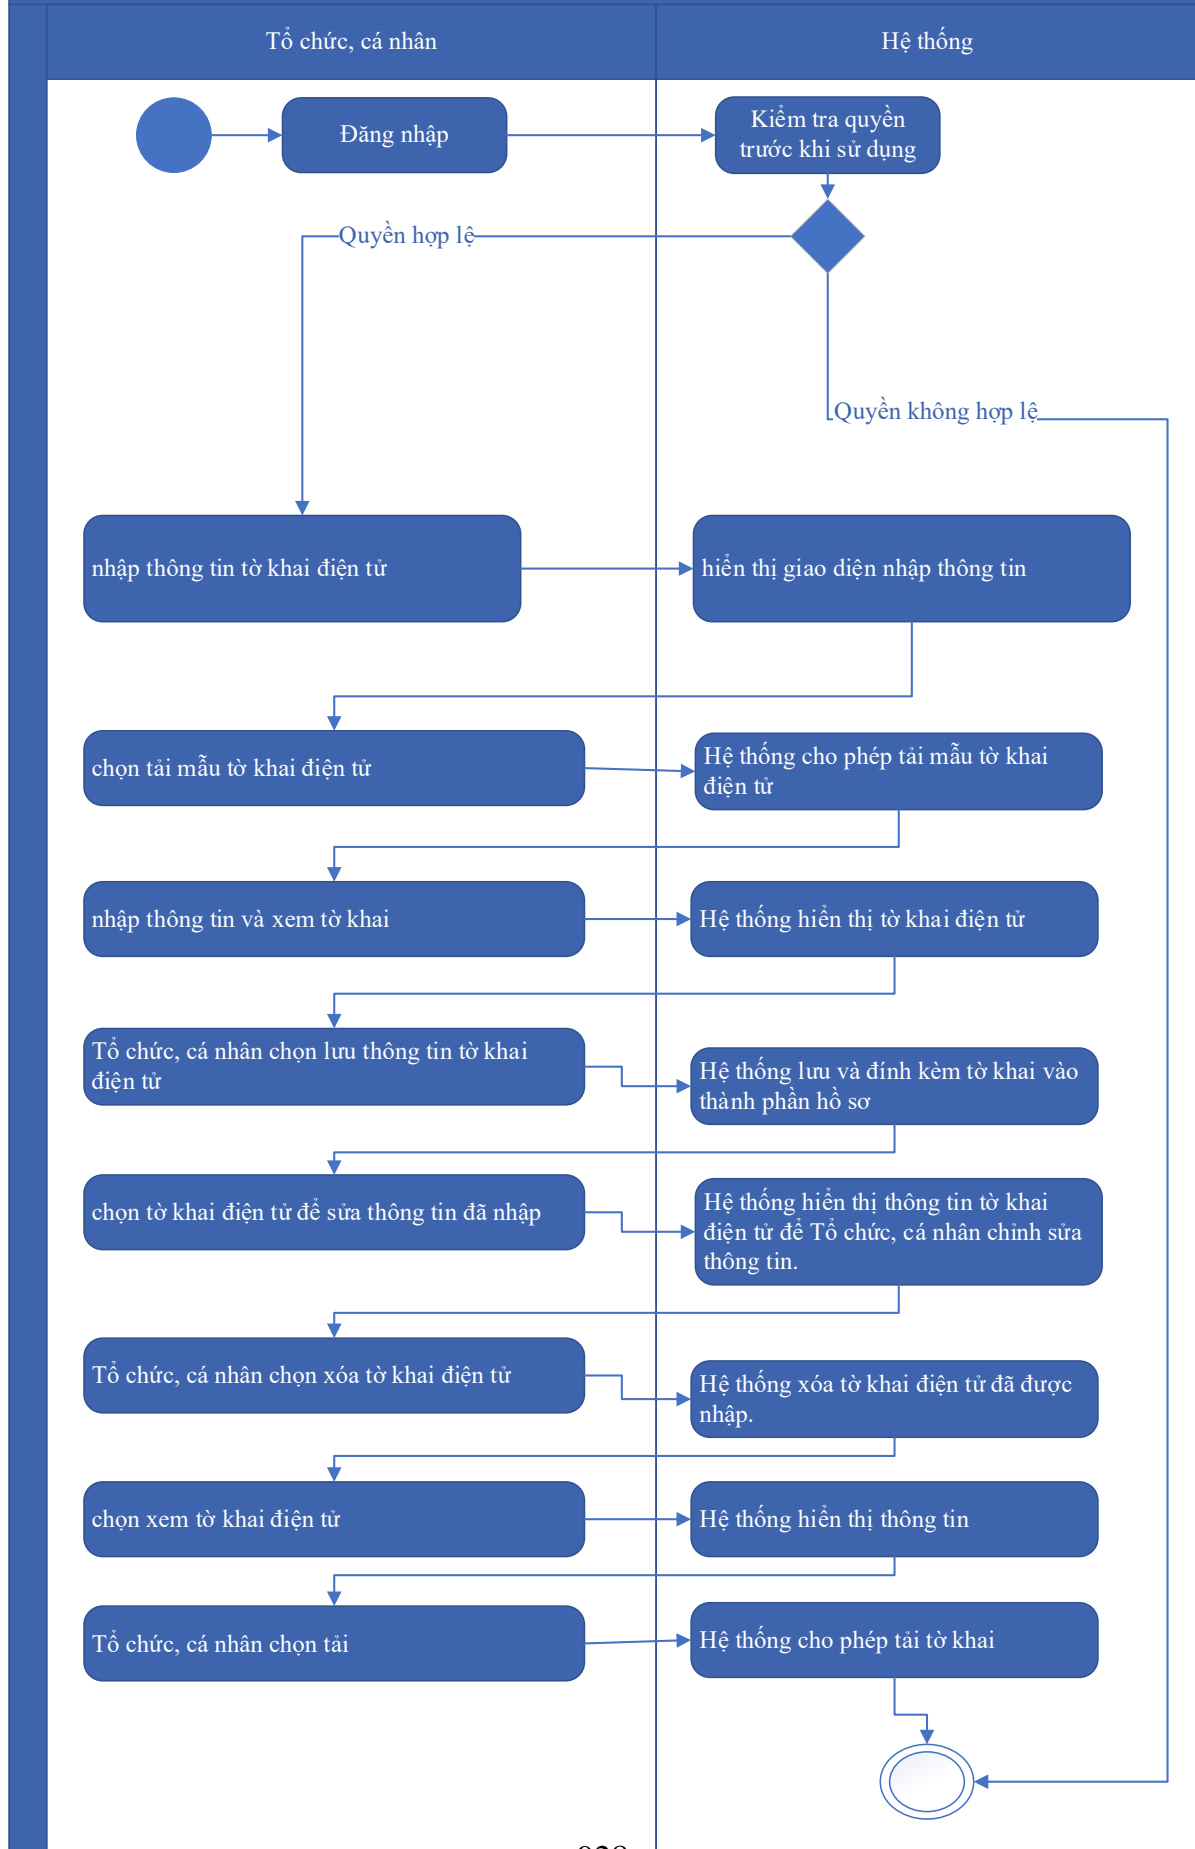 Tổ chức, cá nhân
Hệ thống
Đăng nhập
Kiểm tra quyền
trước khi sử dụng
Quyền hợp lệ
Quyền không hợp lệ
nhập thông tin tờ khai điện tử
hiển thị giao diện nhập thông tin
chọn tải mẫu tờ khai điện tử
Hệ thống cho phép tải mẫu tờ khai
điện tử
nhập thông tin và xem tờ khai
Hệ thống hiển thị tờ khai điện tử
Tổ chức, cá nhân chọn lưu thông tin tờ khai
điện tử
Hệ thống lưu và đính kèm tờ khai vào
thành phần hồ sơ
chọn tờ khai điện tử để sửa thông tin đã nhập
Hệ thống hiển thị thông tin tờ khai
điện tử để Tổ chức, cá nhân chỉnh sửa
thông tin.
Tổ chức, cá nhân chọn xóa tờ khai điện tử
Hệ thống xóa tờ khai điện tử đã được
nhập.
chọn xem tờ khai điện tử
Hệ thống hiển thị thông tin
Tổ chức, cá nhân chọn tải
Hệ thống cho phép tải tờ khai